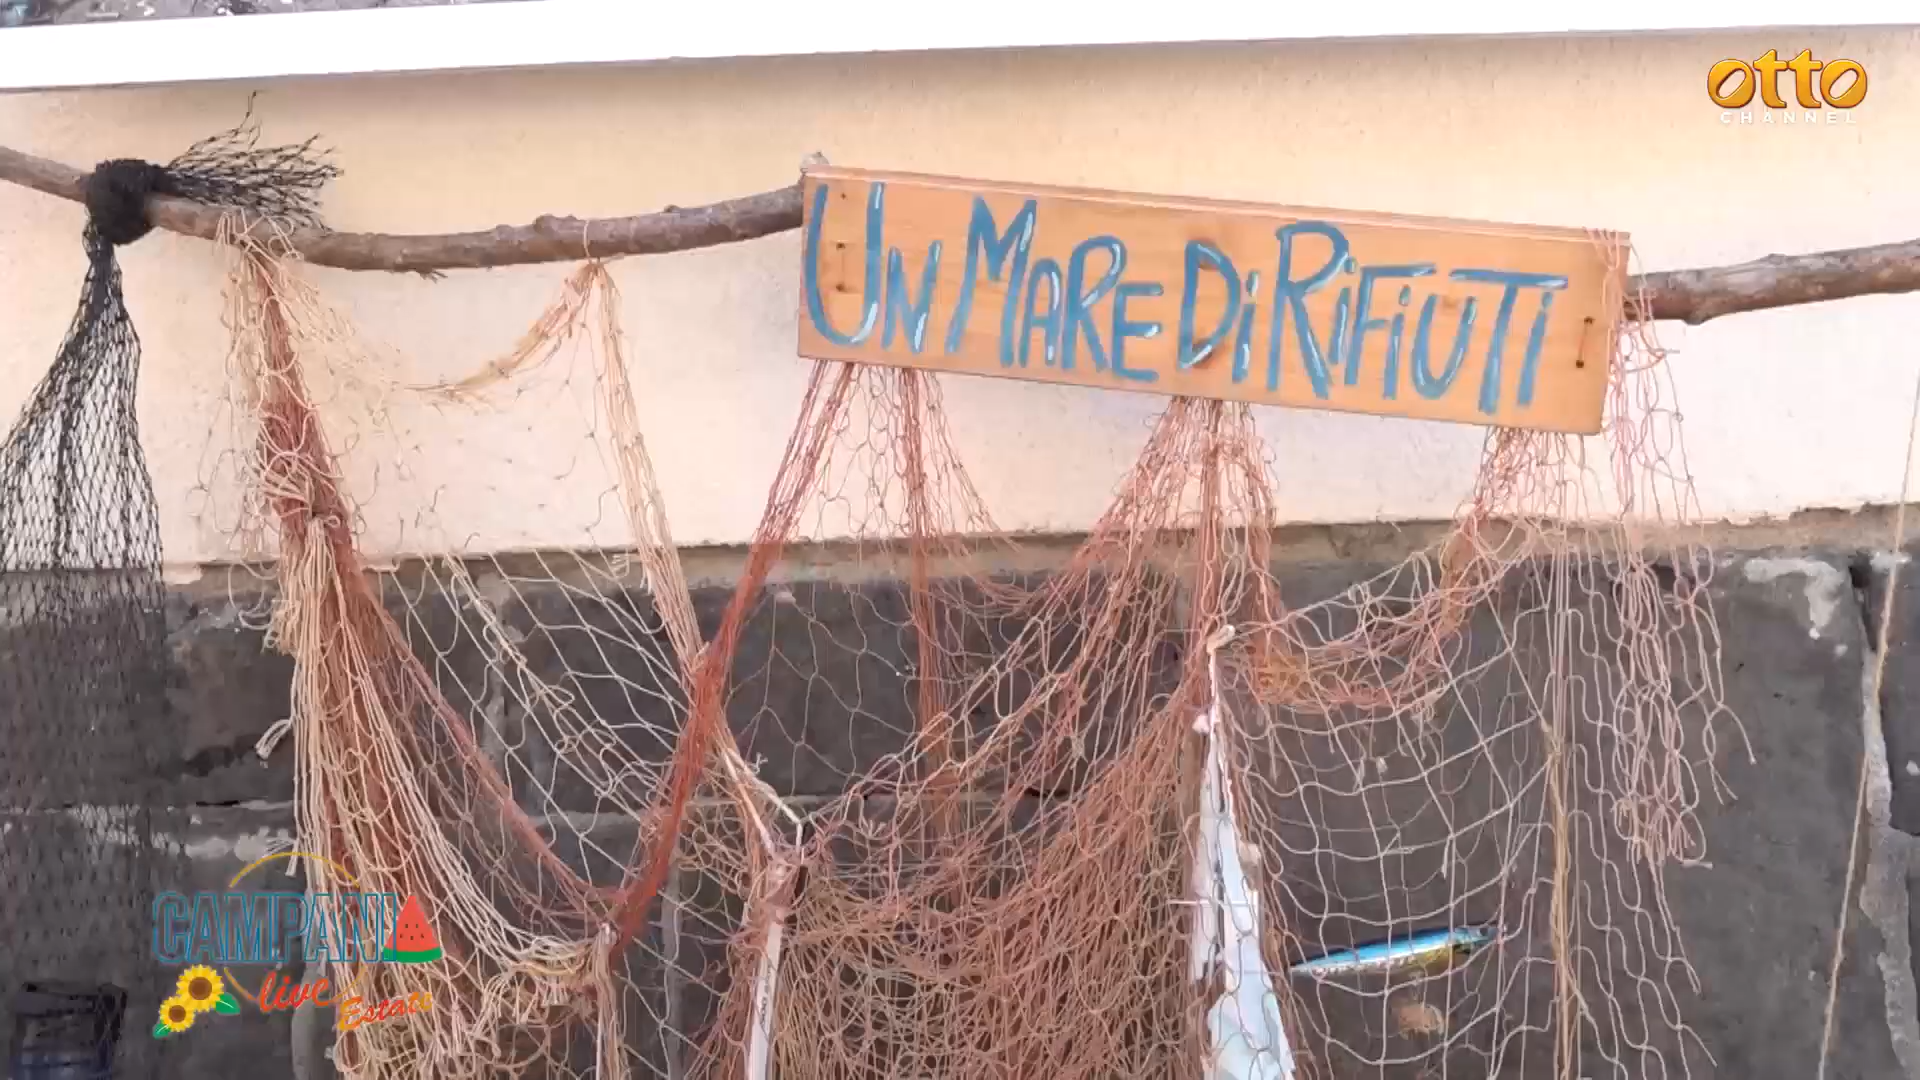 otto
CHANNEL
UN MARE Di RiFiUTi
CAMPANIA
live Estate